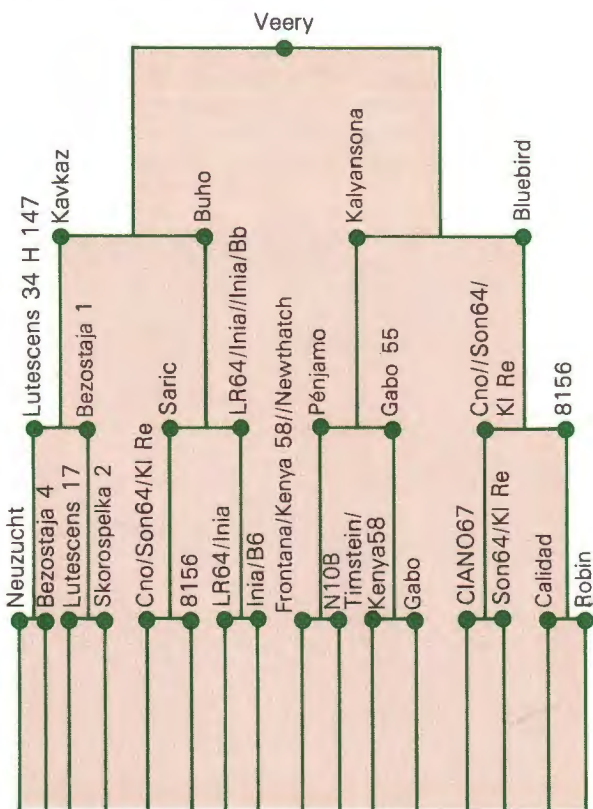 Veery
Kavkaz
Buho
Kalyansona
Bluebird
Lutescens 34 H 147
Bezostaja 1
Saric
LR64/Inia//Inia/Bb
Pénjamo
Gabo 55
Cno//Son64/
Kl Re
8156
Neuzucht
Bezostaja 4
Lutescens 17
Skorospelka 2
Cno/Son64/Kl Re
8156
LR64/Inia
Inia/B6
Frontana/Kenya 58//Newthatch
N10B
Timstein/
Kenya58
Gabo
CIANO67
Son64/Kl Re
Calidad
Robin